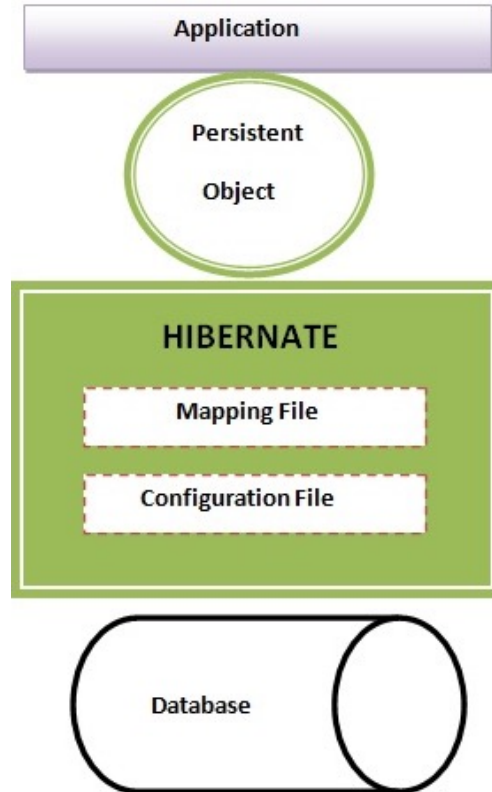 Application
Persistent
Object
HIBERNATE
Mapping File
Configuration File
Database